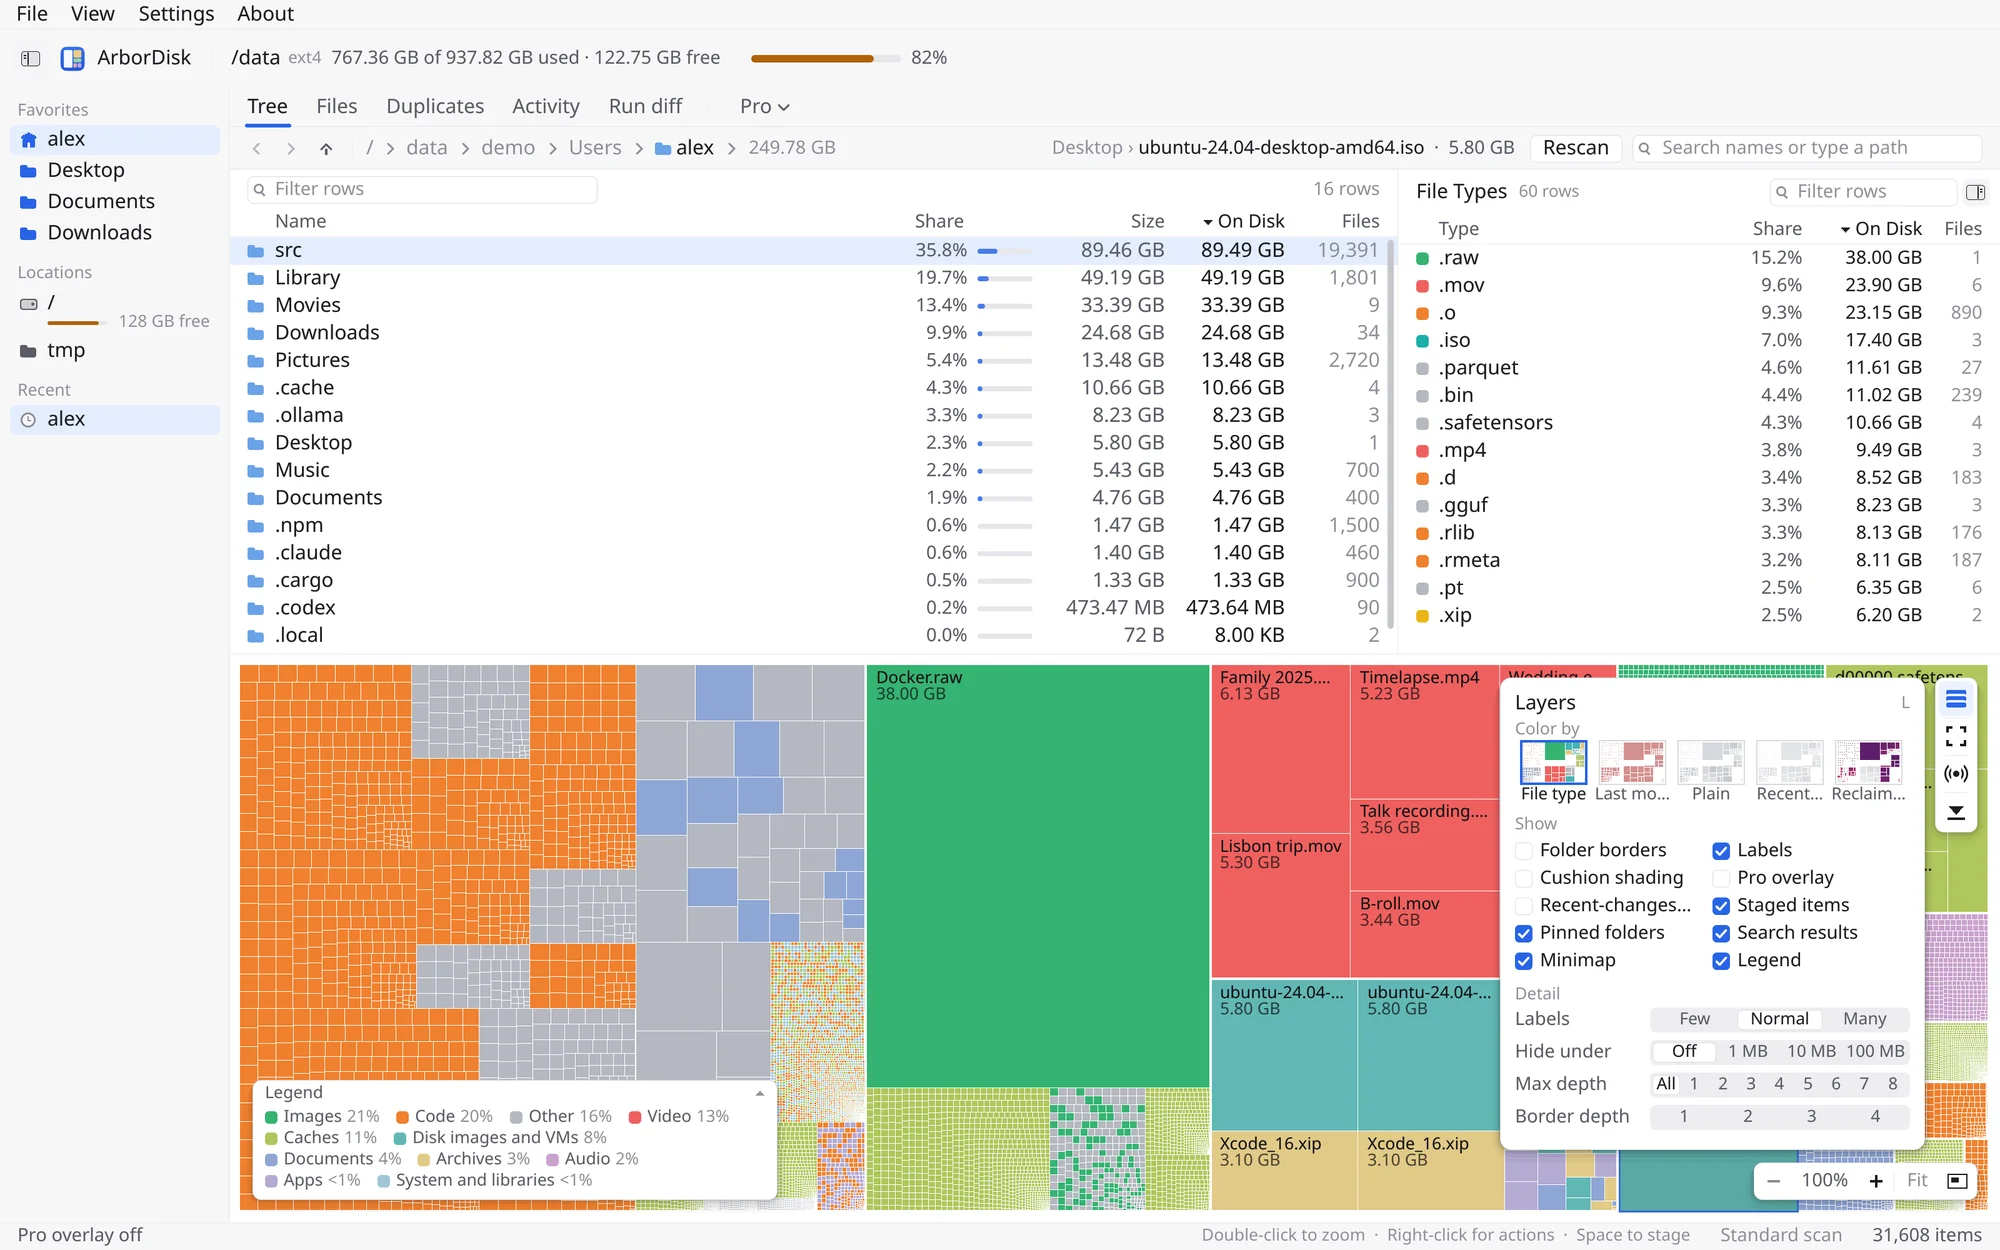 File View Settings About
ArborDisk /data ext4 767.36 GB of 937.82 GB used · 122.75 GB free 82%
Favorites
alex
Desktop
Documents
Downloads
Locations
/
128 GB free
tmp
Recent
alex
Tree Files Duplicates Activity Run diff Pro
/ > data > demo > Users > alex > 249.78 GB
Desktop › ubuntu-24.04-desktop-amd64.iso · 5.80 GB Rescan Search names or type a path
Filter rows 16 rows
Name Share Size On Disk Files
src 35.8% 89.46 GB 89.49 GB 19,391
Library 19.7% 49.19 GB 49.19 GB 1,801
Movies 13.4% 33.39 GB 33.39 GB 9
Downloads 9.9% 24.68 GB 24.68 GB 34
Pictures 5.4% 13.48 GB 13.48 GB 2,720
.cache 4.3% 10.66 GB 10.66 GB 4
.ollama 3.3% 8.23 GB 8.23 GB 3
Desktop 2.3% 5.80 GB 5.80 GB 1
Music 2.2% 5.43 GB 5.43 GB 700
Documents 1.9% 4.76 GB 4.76 GB 400
.npm 0.6% 1.47 GB 1.47 GB 1,500
.claude 0.6% 1.40 GB 1.40 GB 460
.cargo 0.5% 1.33 GB 1.33 GB 900
.codex 0.2% 473.47 MB 473.64 MB 90
.local 0.0% 72 B 8.00 KB 2
File Types 60 rows Filter rows
Type Share On Disk Files
.raw 15.2% 38.00 GB 1
.mov 9.6% 23.90 GB 6
.o 9.3% 23.15 GB 890
.iso 7.0% 17.40 GB 3
.parquet 4.6% 11.61 GB 27
.bin 4.4% 11.02 GB 239
.safetensors 4.3% 10.66 GB 4
.mp4 3.8% 9.49 GB 3
.d 3.4% 8.52 GB 183
.gguf 3.3% 8.23 GB 3
.rlib 3.3% 8.13 GB 176
.rmeta 3.2% 8.11 GB 187
.pt 2.5% 6.35 GB 6
.xip 2.5% 6.20 GB 2
Docker.raw
38.00 GB
Family 2025....
6.13 GB
Timelapse.mp4
5.23 GB
Talk recording....
3.56 GB
Lisbon trip.mov
5.30 GB
B-roll.mov
3.44 GB
ubuntu-24.04-...
5.80 GB
ubuntu-24.04-...
5.80 GB
Xcode_16.xip
3.10 GB
Xcode_16.xip
3.10 GB
Legend
Images 21% Code 20% Other 16% Video 13%
Caches 11% Disk images and VMs 8%
Documents 4% Archives 3% Audio 2%
Apps <1% System and libraries <1%
Layers L
Color by
File type Last mo... Plain Recent... Reclaim...
Show
Folder borders Labels
Cushion shading Pro overlay
Recent-changes... Staged items
Pinned folders Search results
Minimap Legend
Detail
Labels Few Normal Many
Hide under Off 1 MB 10 MB 100 MB
Max depth All 1 2 3 4 5 6 7 8
Border depth 1 2 3 4
− 100% + Fit
Pro overlay off
Double-click to zoom · Right-click for actions · Space to stage Standard scan 31,608 items